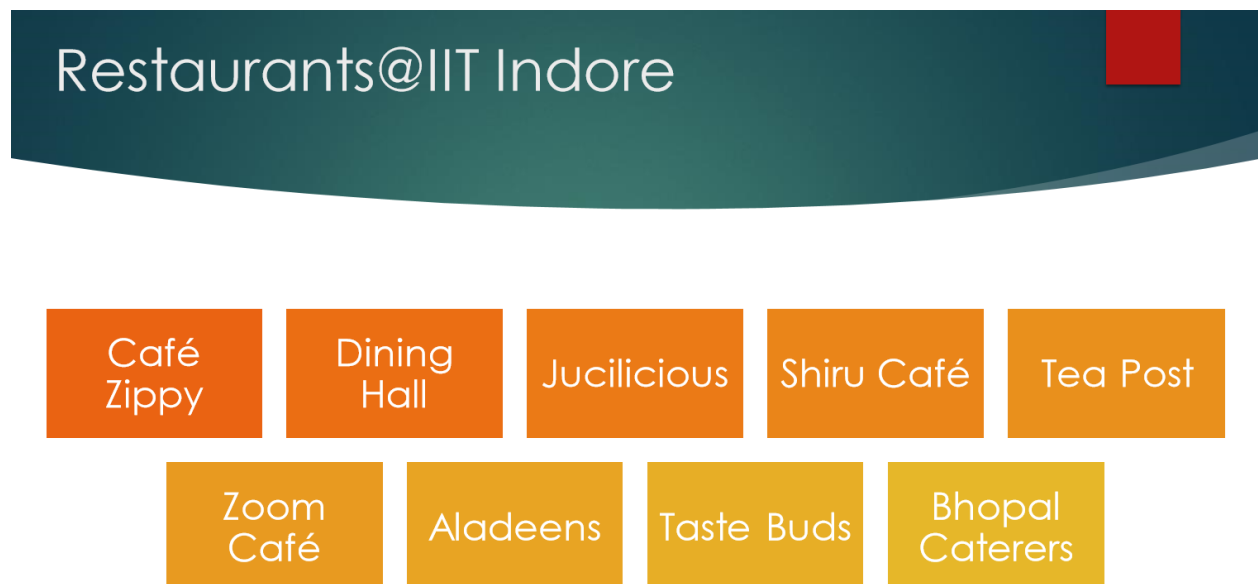 Restaurants@IIT Indore
Café
Zippy
Dining
Hall
Jucilicious
Shiru Café
Tea Post
Zoom
Café
Aladeens
Taste Buds
Bhopal
Caterers